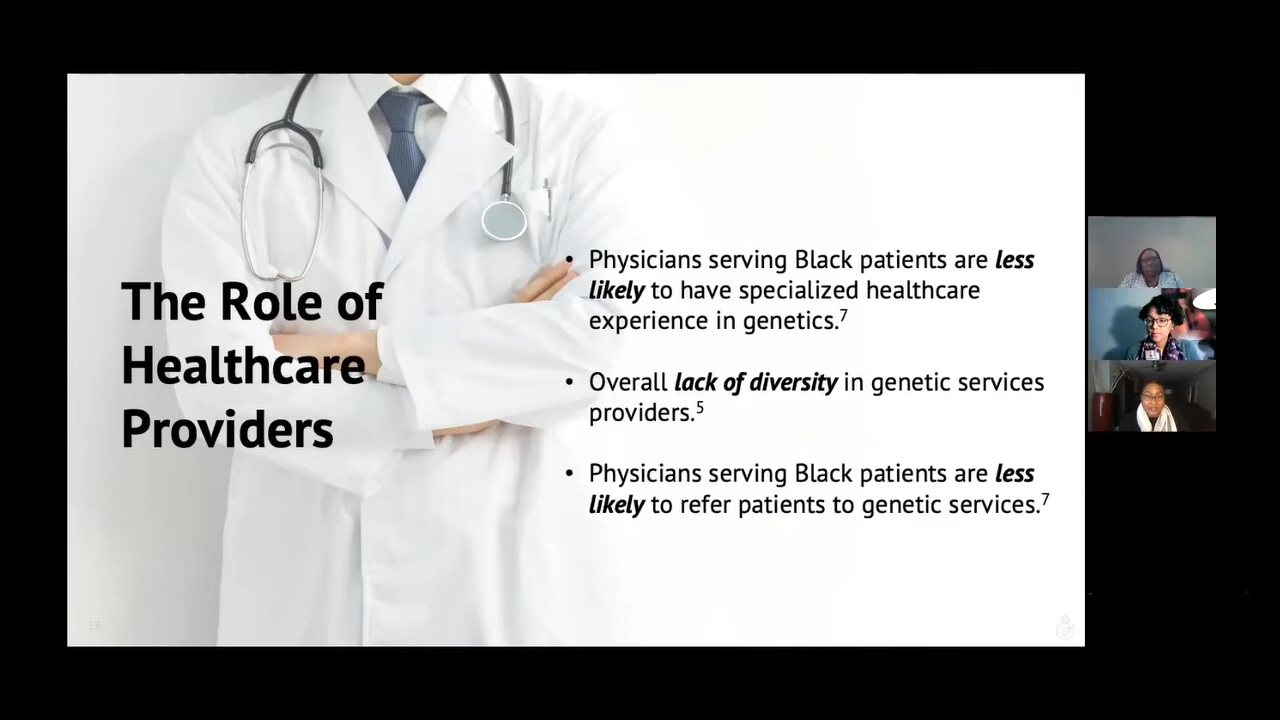 The Role of
Healthcare
Providers
• Physicians serving Black patients are less
likely to have specialized healthcare
experience in genetics.7
• Overall lack of diversity in genetic services
providers.5
• Physicians serving Black patients are less
likely to refer patients to genetic services.7
13